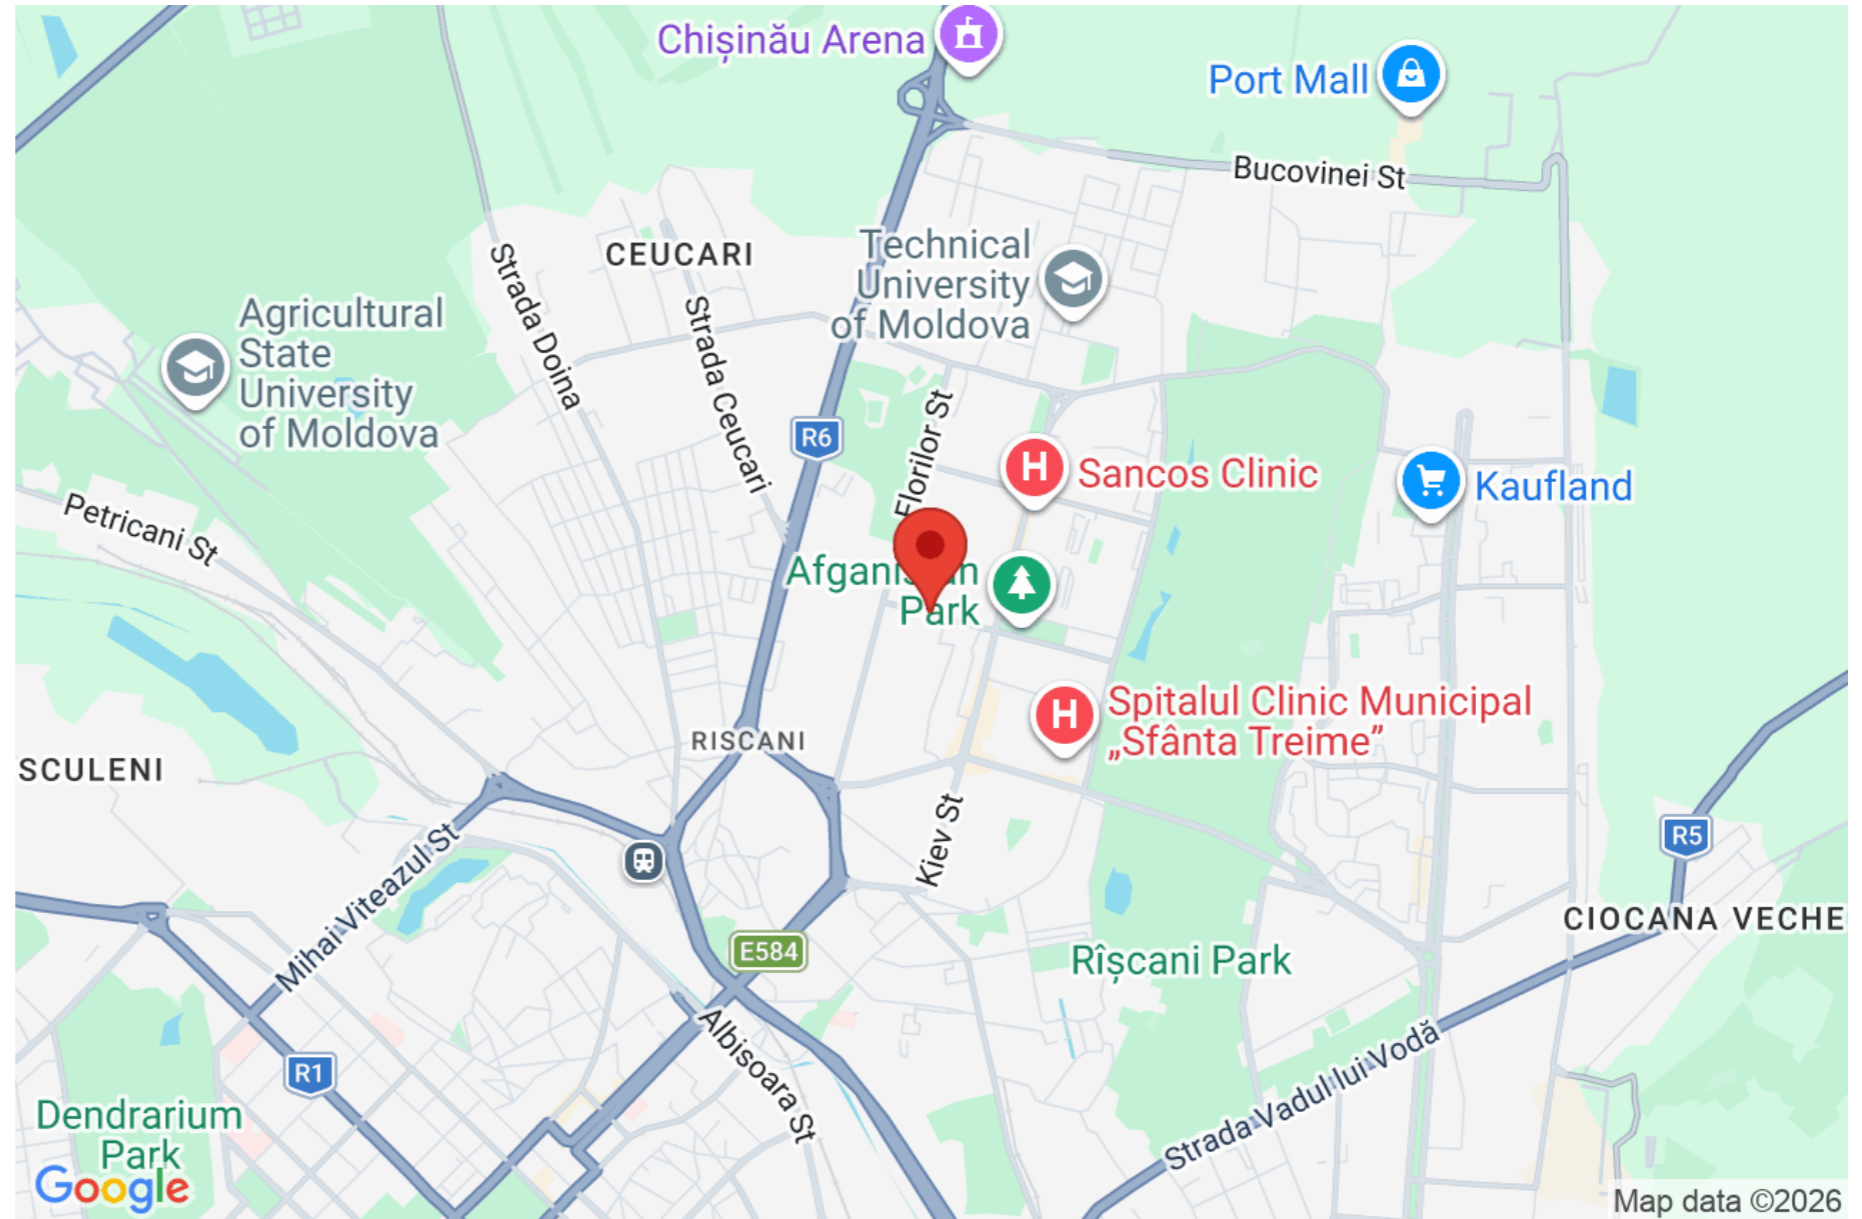 Chișinău Arena
Port Mall
Bucovinei St
CEUCARI
Technical
University
of Moldova
Strada Doina
Strada Ceucari
Agricultural
State
University
of Moldova
R6
Florilor St
Sancos Clinic
Kaufland
Petricani St
Park
Spitalul Clinic Municipal
„Sfânta Treime”
RISCANI
SCULENI
Kiev St
R5
Mihai Viteazul St
CIOCANA VECHE
E584
Rîșcani Park
Albisoara St
R1
Strada Vadul lui Vodă
Dendrarium
Park
Google
Map data ©2026